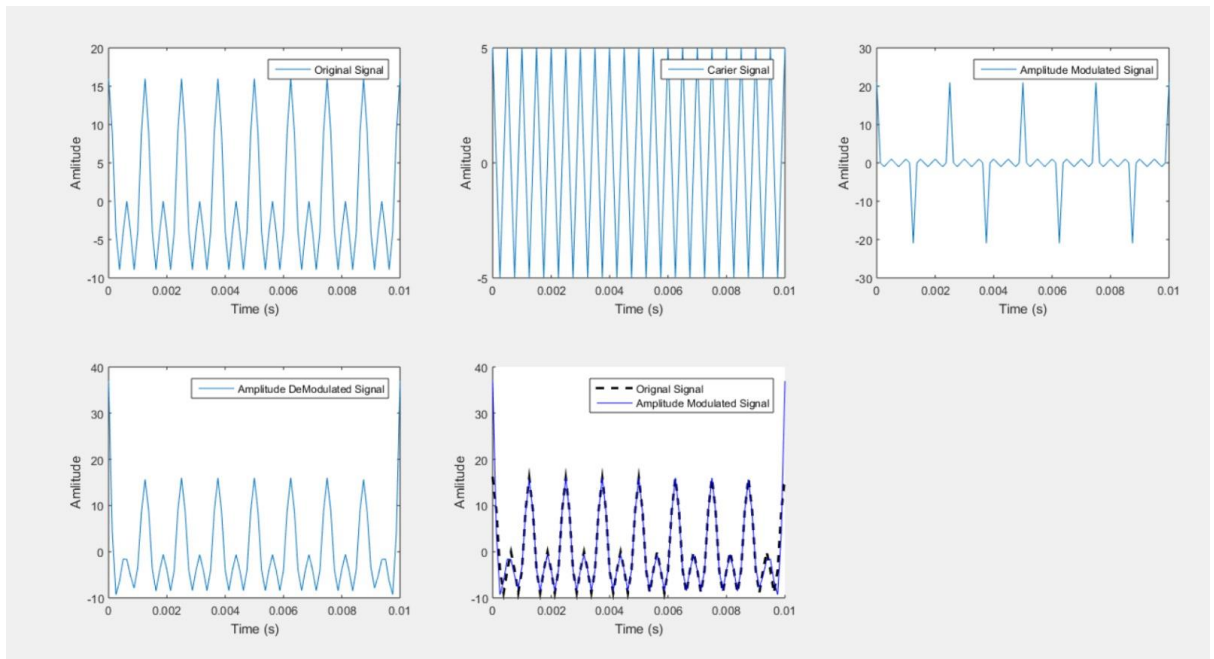 20
15
10
5
0
-5
-10
0 0.002 0.004 0.006 0.008 0.01
Amlitude
Time (s)
Original Signal
5
0
-5
0 0.002 0.004 0.006 0.008 0.01
Amlitude
Time (s)
Carier Signal
30
20
10
0
-10
-20
-30
0 0.002 0.004 0.006 0.008 0.01
Amlitude
Time (s)
Amplitude Modulated Signal
40
30
20
10
0
-10
0 0.002 0.004 0.006 0.008 0.01
Amlitude
Time (s)
Amplitude DeModulated Signal
40
30
20
10
0
-10
0 0.002 0.004 0.006 0.008 0.01
Amlitude
Time (s)
Orignal Signal
Amplitude Modulated Signal